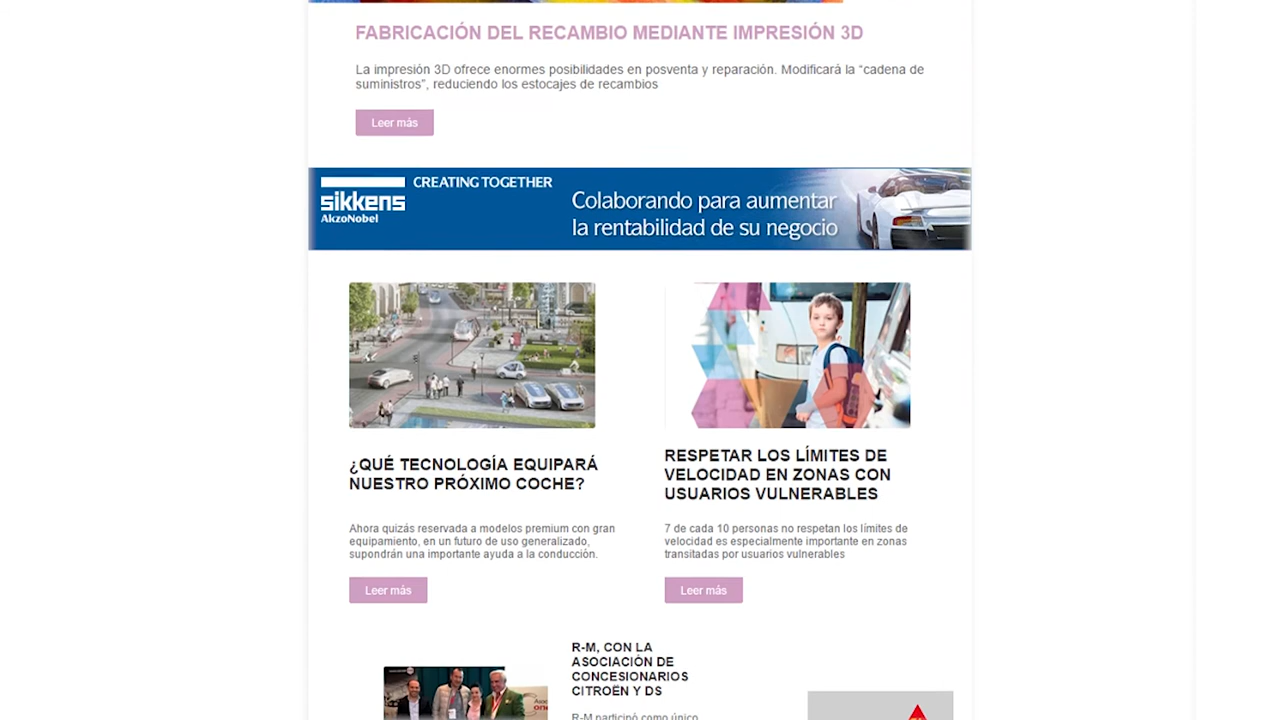 FABRICACIÓN DEL RECAMBIO MEDIANTE IMPRESIÓN 3D
La impresión 3D ofrece enormes posibilidades en posventa y reparación. Modificará la “cadena de
suministros”, reduciendo los estocajes de recambios
Leer más
sikkens
AkzoNobel
CREATING TOGETHER
Colaborando para aumentar
la rentabilidad de su negocio
¿QUÉ TECNOLOGÍA EQUIPARÁ
NUESTRO PRÓXIMO COCHE?
Ahora quizás reservada a modelos premium con gran
equipamiento, en un futuro de uso generalizado,
supondrán una importante ayuda a la conducción.
Leer más
RESPETAR LOS LÍMITES DE
VELOCIDAD EN ZONAS CON
USUARIOS VULNERABLES
7 de cada 10 personas no respetan los límites de
velocidad es especialmente importante en zonas
transitadas por usuarios vulnerables
Leer más
R-M, CON LA
ASOCIACIÓN DE
CONCESIONARIOS
CITROËN Y DS
R-M participó como único